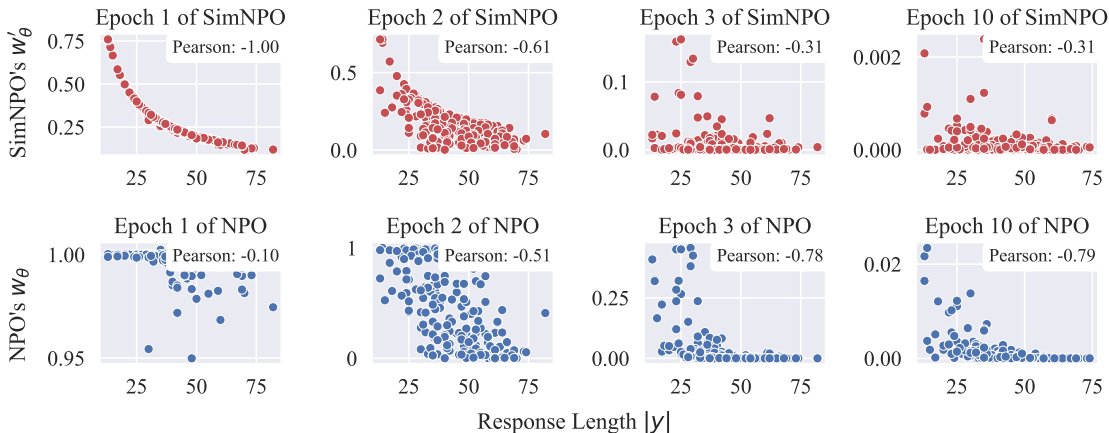 Epoch 1 of SimNPO
Epoch 2 of SimNPO
Epoch 3 of SimNPO
Epoch 10 of SimNPO
SimNPO's w′θ
0.75
0.50
0.25
Pearson: -1.00
25 50 75
0.5
0.0
Pearson: -0.61
25 50 75
0.1
0.0
Pearson: -0.31
25 50 75
0.002
0.000
Pearson: -0.31
25 50 75
Epoch 1 of NPO
Epoch 2 of NPO
Epoch 3 of NPO
Epoch 10 of NPO
NPO's wθ
1.00
0.95
Pearson: -0.10
25 50 75
1
0
Pearson: -0.51
25 50 75
0.25
0.00
Pearson: -0.78
25 50 75
0.02
0.00
Pearson: -0.79
25 50 75
Response Length |y|